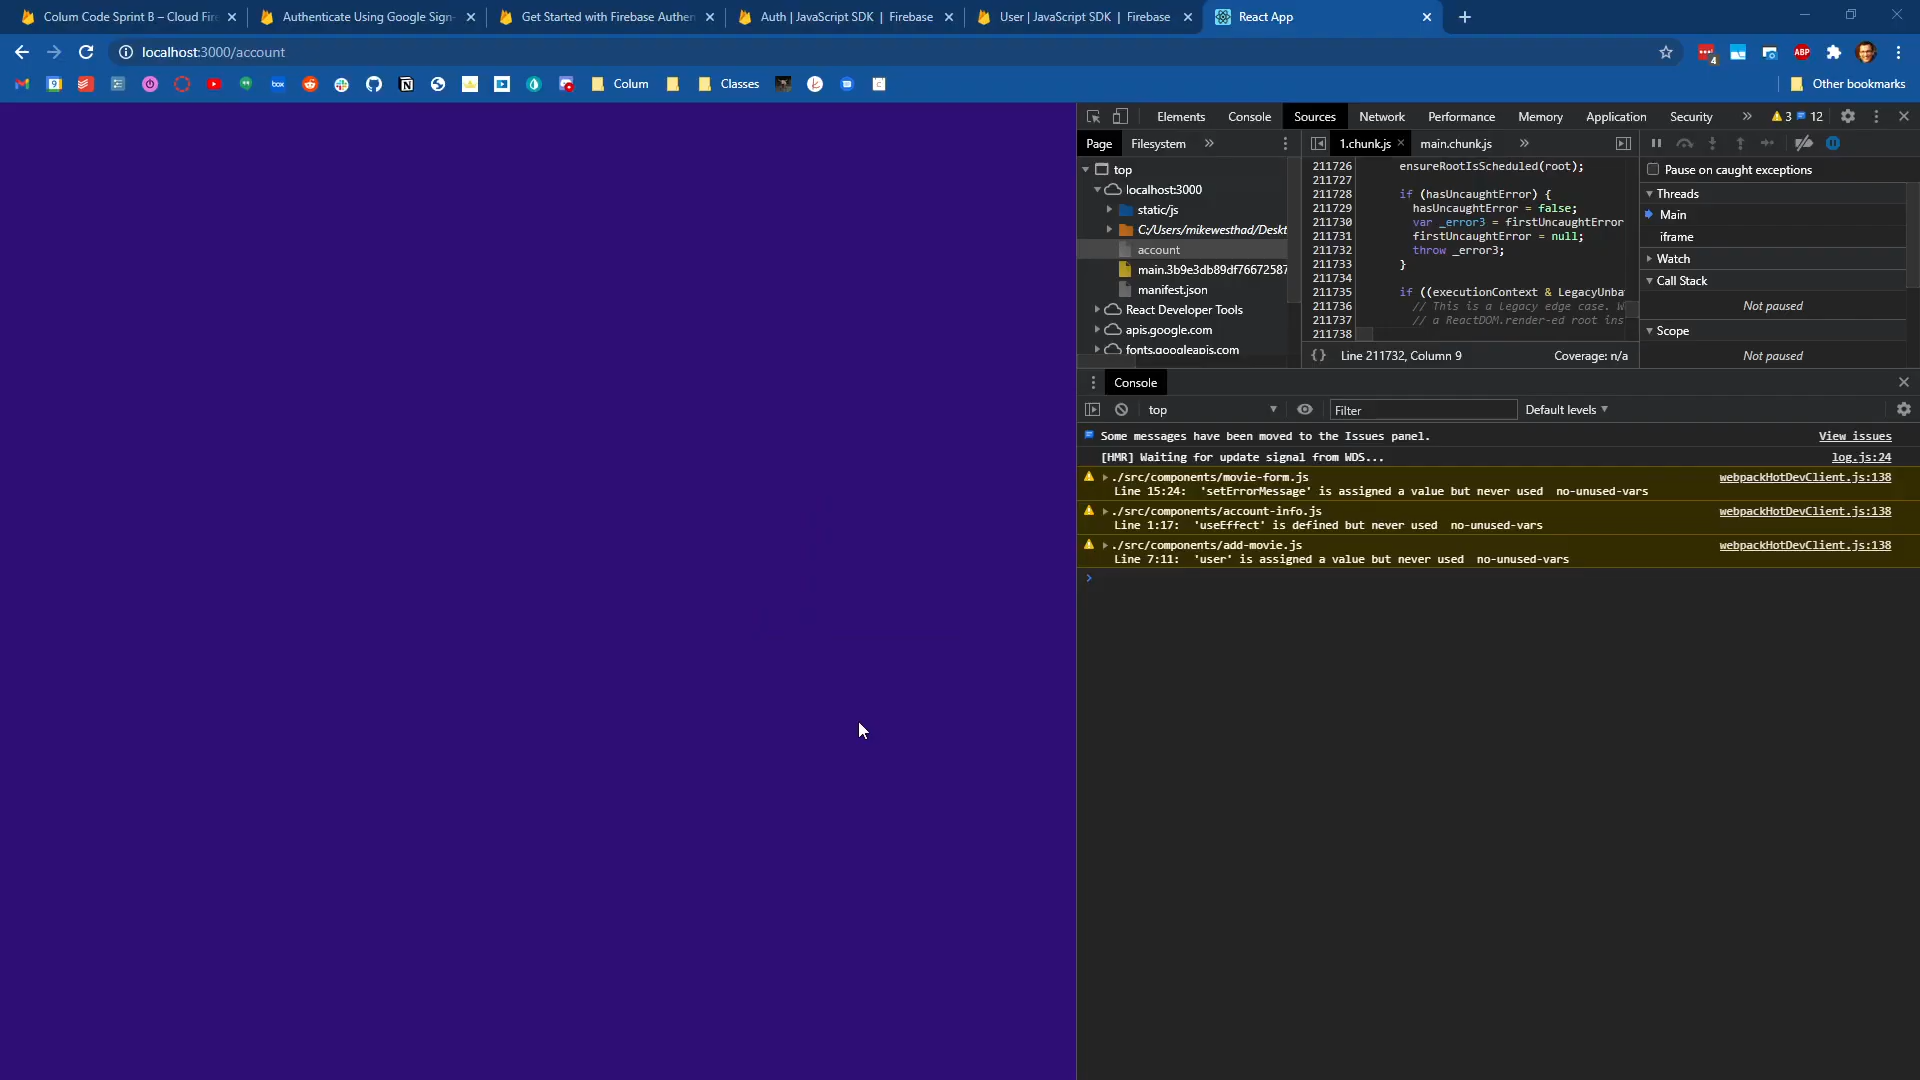 Colum Code Sprint B – Cloud Fire
Authenticate Using Google Sign-
Get Started with Firebase Authen
Auth | JavaScript SDK | Firebase
User | JavaScript SDK | Firebase
React App
localhost:3000/account
4
9
box
Colum
Classes
ABP
Other bookmarks
Elements
Console
Sources
Network
Performance
Memory
Application
Security
3
12
Page
Filesystem
1.chunk.js
main.chunk.js
top
localhost:3000
static/js
C:/Users/mikewesthad/Deskt
account
main.3b9e3db89df76672587
manifest.json
React Developer Tools
apis.google.com
fonts.googleapis.com
211726 ensureRootIsScheduled(root);
211727
211728 if (hasUncaughtError) {
211729 hasUncaughtError = false;
211730 var _error3 = firstUncaughtError
211731 firstUncaughtError = null;
211732 throw _error3;
211733 }
211734
211735 if ((executionContext & LegacyUnba
211736 // This is a legacy edge case. W
211737 // a ReactDOM.render-ed root ins
211738
{} Line 211732, Column 9
Coverage: n/a
Pause on caught exceptions
Threads
Main
iframe
Watch
Call Stack
Not paused
Scope
Not paused
Console
top
Filter
Default levels
Some messages have been moved to the Issues panel.
View issues
[HMR] Waiting for update signal from WDS...
log.js:24
./src/components/movie-form.js
webpackHotDevClient.js:138
Line 15:24: 'setErrorMessage' is assigned a value but never used no-unused-vars
./src/components/account-info.js
webpackHotDevClient.js:138
Line 1:17: 'useEffect' is defined but never used no-unused-vars
./src/components/add-movie.js
webpackHotDevClient.js:138
Line 7:11: 'user' is assigned a value but never used no-unused-vars